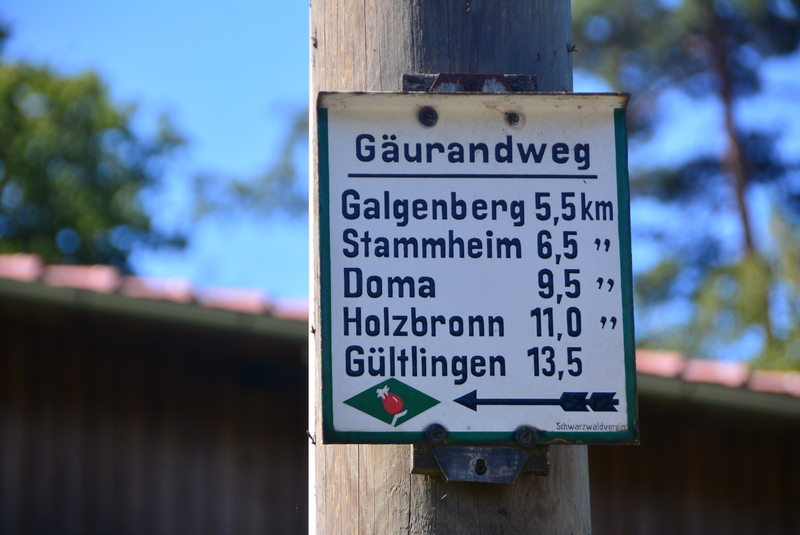 Gäurandweg
Galgenberg 5,5 km
Stammheim 6,5 ,,
Doma 9,5 ,,
Holzbronn 11,0 ,,
Gültlingen 13,5
Schwarzwaldverein